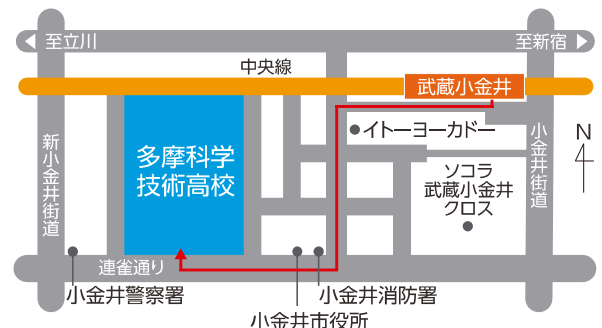 至立川
至新宿
中央線
武蔵小金井
イトーヨーカドー
新小金井街道
小金井街道
N
多摩科学
技術高校
ソコラ
武蔵小金井
クロス
連雀通り
小金井警察署
小金井消防署
小金井市役所